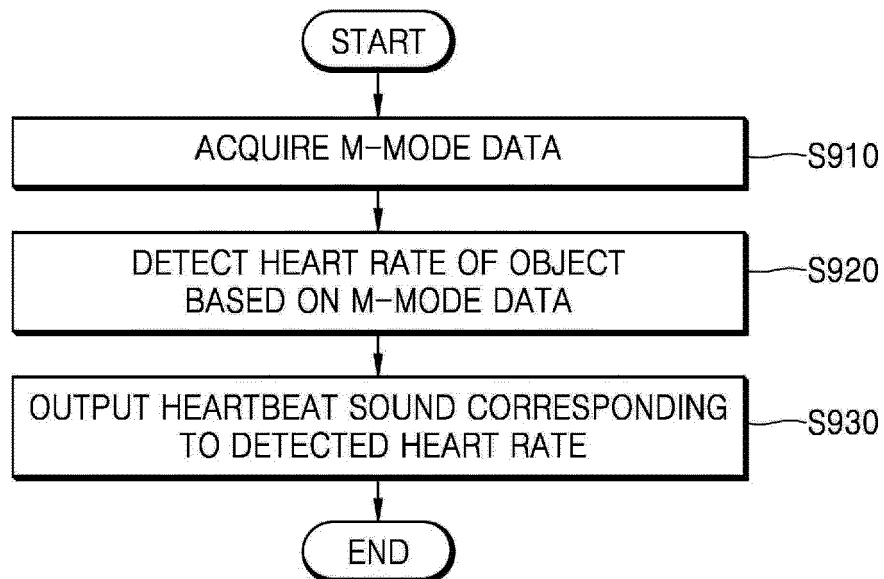 START
ACQUIRE M-MODE DATA
S910
DETECT HEART RATE OF OBJECT
BASED ON M-MODE DATA
S920
OUTPUT HEARTBEAT SOUND CORRESPONDING
TO DETECTED HEART RATE
S930
END